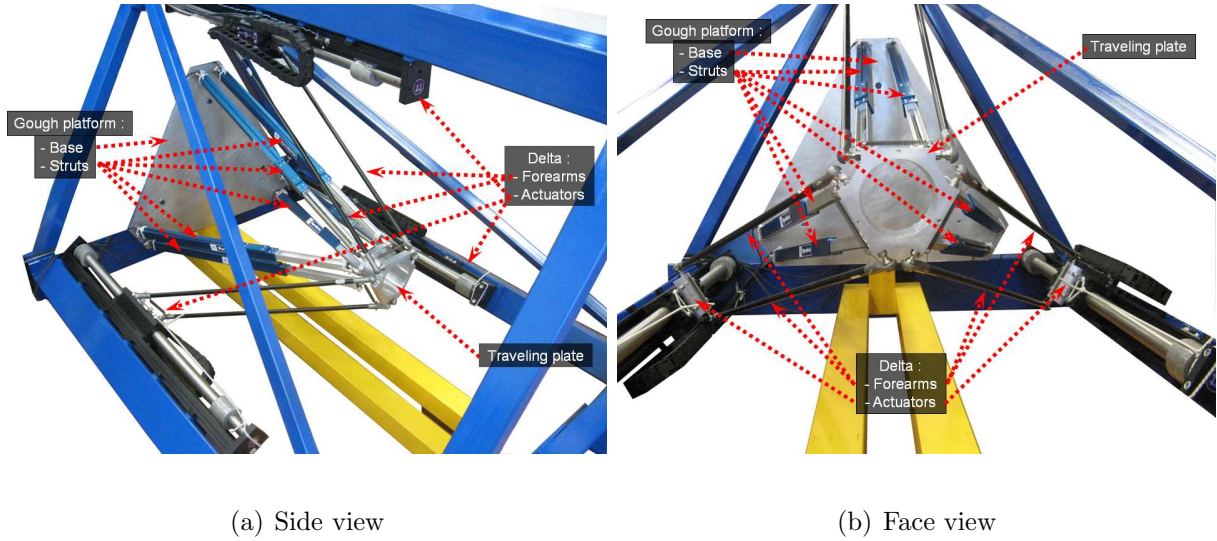 Gough platform :
- Base
- Struts
Delta :
- Forearms
- Actuators
Traveling plate
Gough platform :
- Base
- Struts
Traveling plate
Delta :
- Forearms
- Actuators
(a) Side view
(b) Face view